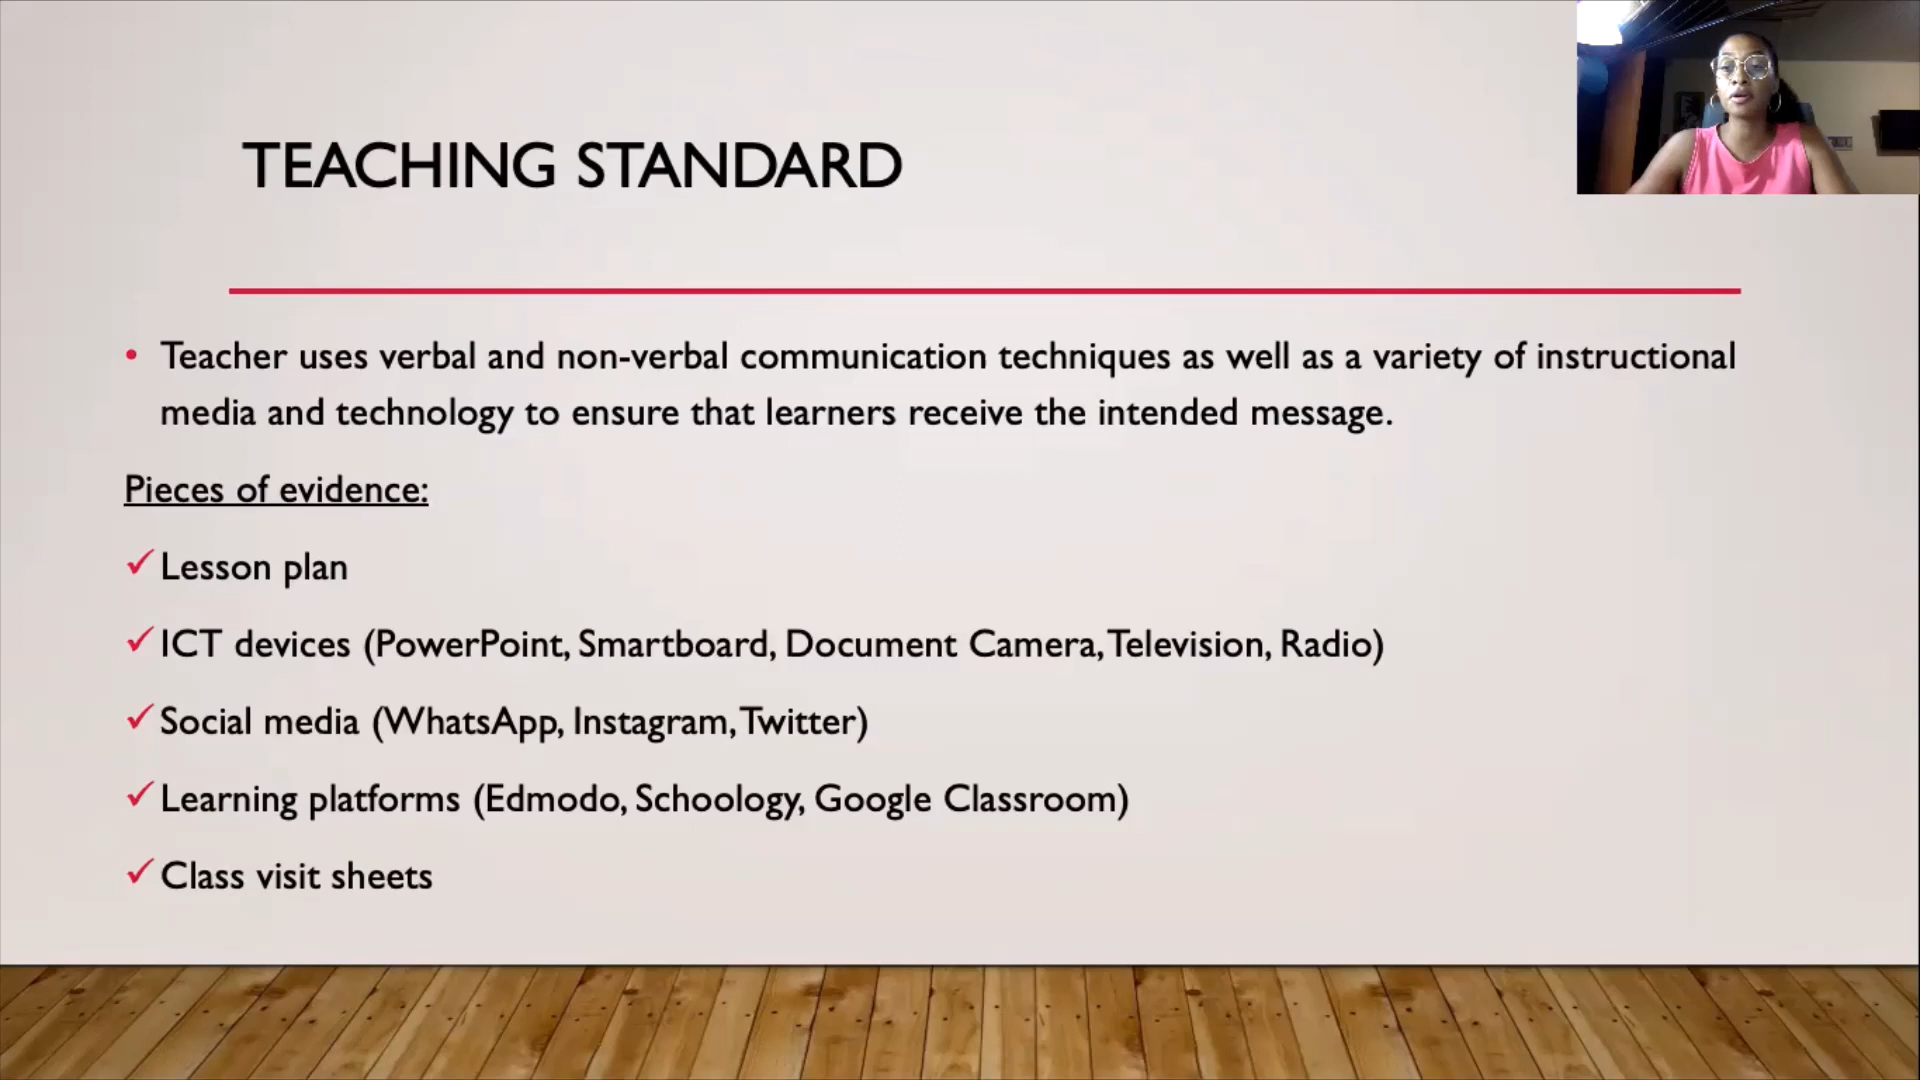 TEACHING STANDARD
• Teacher uses verbal and non-verbal communication techniques as well as a variety of instructional
media and technology to ensure that learners receive the intended message.
Pieces of evidence:
✓ Lesson plan
✓ ICT devices (PowerPoint, Smartboard, Document Camera, Television, Radio)
✓ Social media (WhatsApp, Instagram, Twitter)
✓ Learning platforms (Edmodo, Schoology, Google Classroom)
✓ Class visit sheets